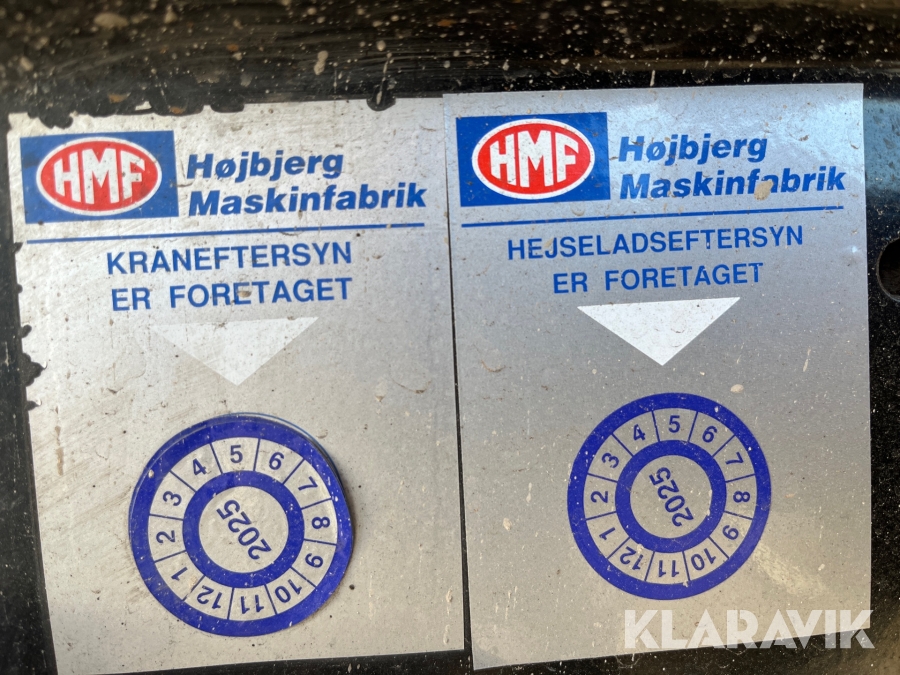 HMF
Højbjerg
Maskinfabrik
KRANEFTERSYN
ER FORETAGET
1 2 3 4 5 6 7 8 9 10 11 12
2025
HMF
Højbjerg
Maskinfabrik
HEJSELADSEFTERSYN
ER FORETAGET
1 2 3 4 5 6 7 8 9 10 11 12
2025
KLARAVIK